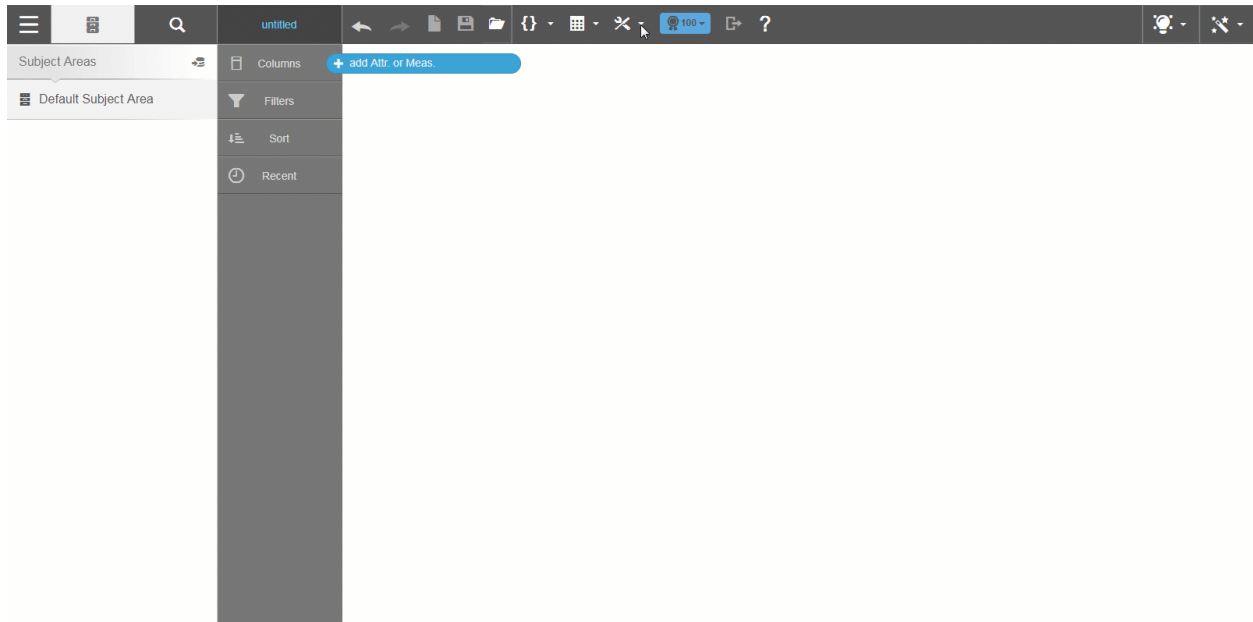 untitled
{}
100
?
Subject Areas
Columns
add Attr. or Meas.
Default Subject Area
Filters
Sort
Recent